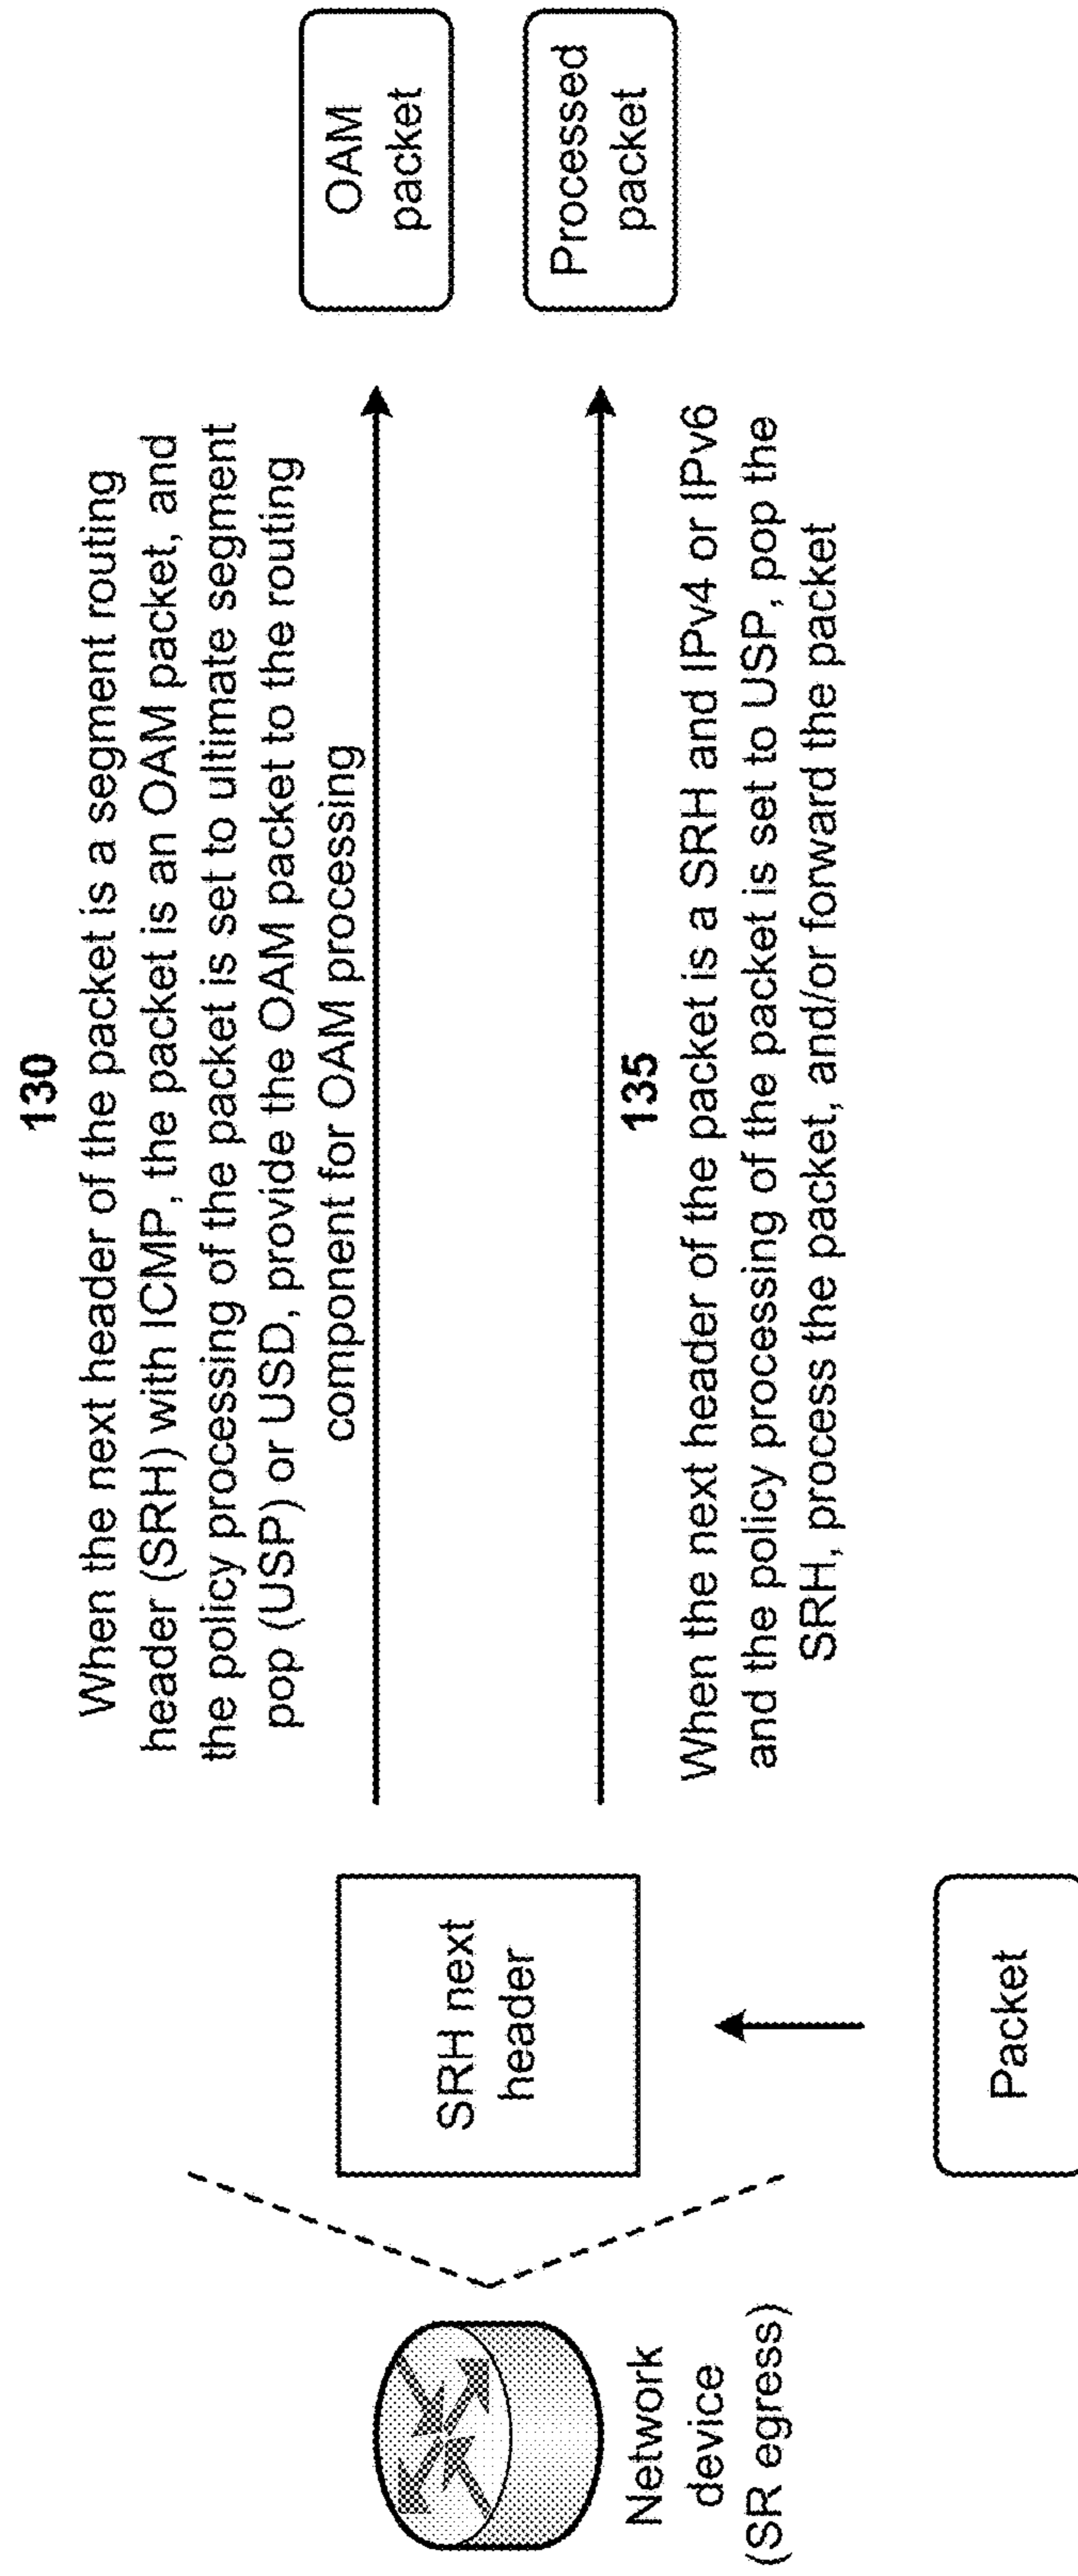 130
When the next header of the packet is a segment routing
header (SRH) with ICMP, the packet is an OAM packet, and
the policy processing of the packet is set to ultimate segment
pop (USP) or USD, provide the OAM packet to the routing
component for OAM processing
OAM
packet
135
When the next header of the packet is a SRH and IPv4 or IPv6
and the policy processing of the packet is set to USP, pop the
SRH, process the packet, and/or forward the packet
Processed
packet
SRH next
header
Network
device
(SR egress)
Packet